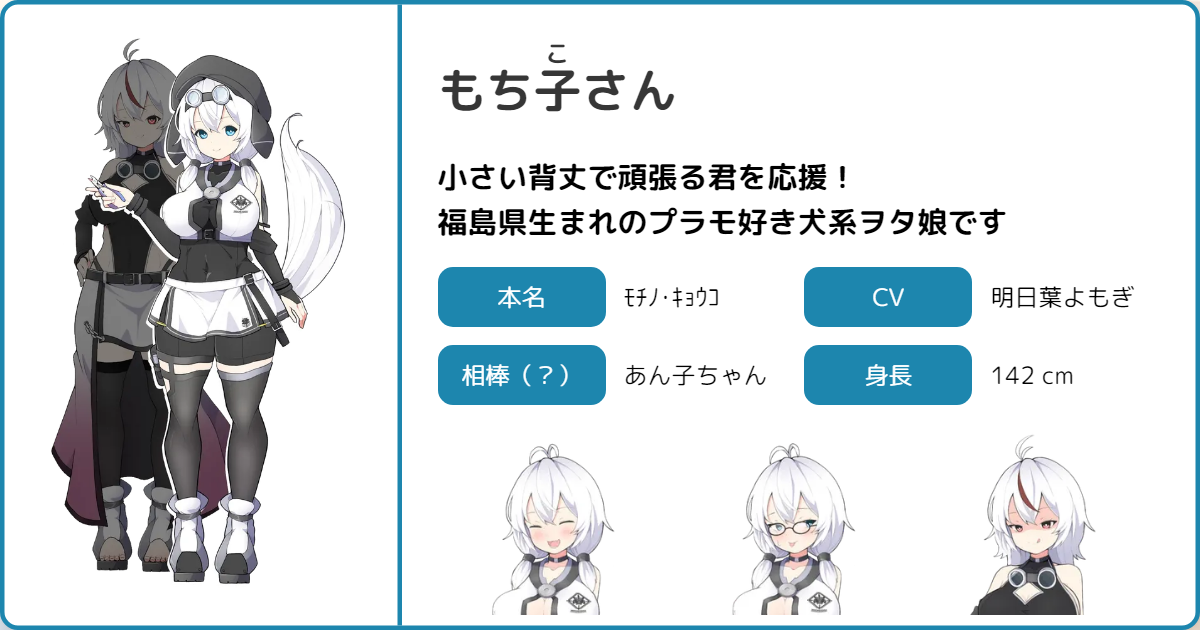 こ
もち子さん
小さい背丈で頑張る君を応援！
福島県生まれのプラモ好き犬系ヲタ娘です
本名 ﾓﾁﾉ･ｷｮｳｺ CV 明日葉よもぎ
相棒（？） あん子ちゃん 身長 142 cm